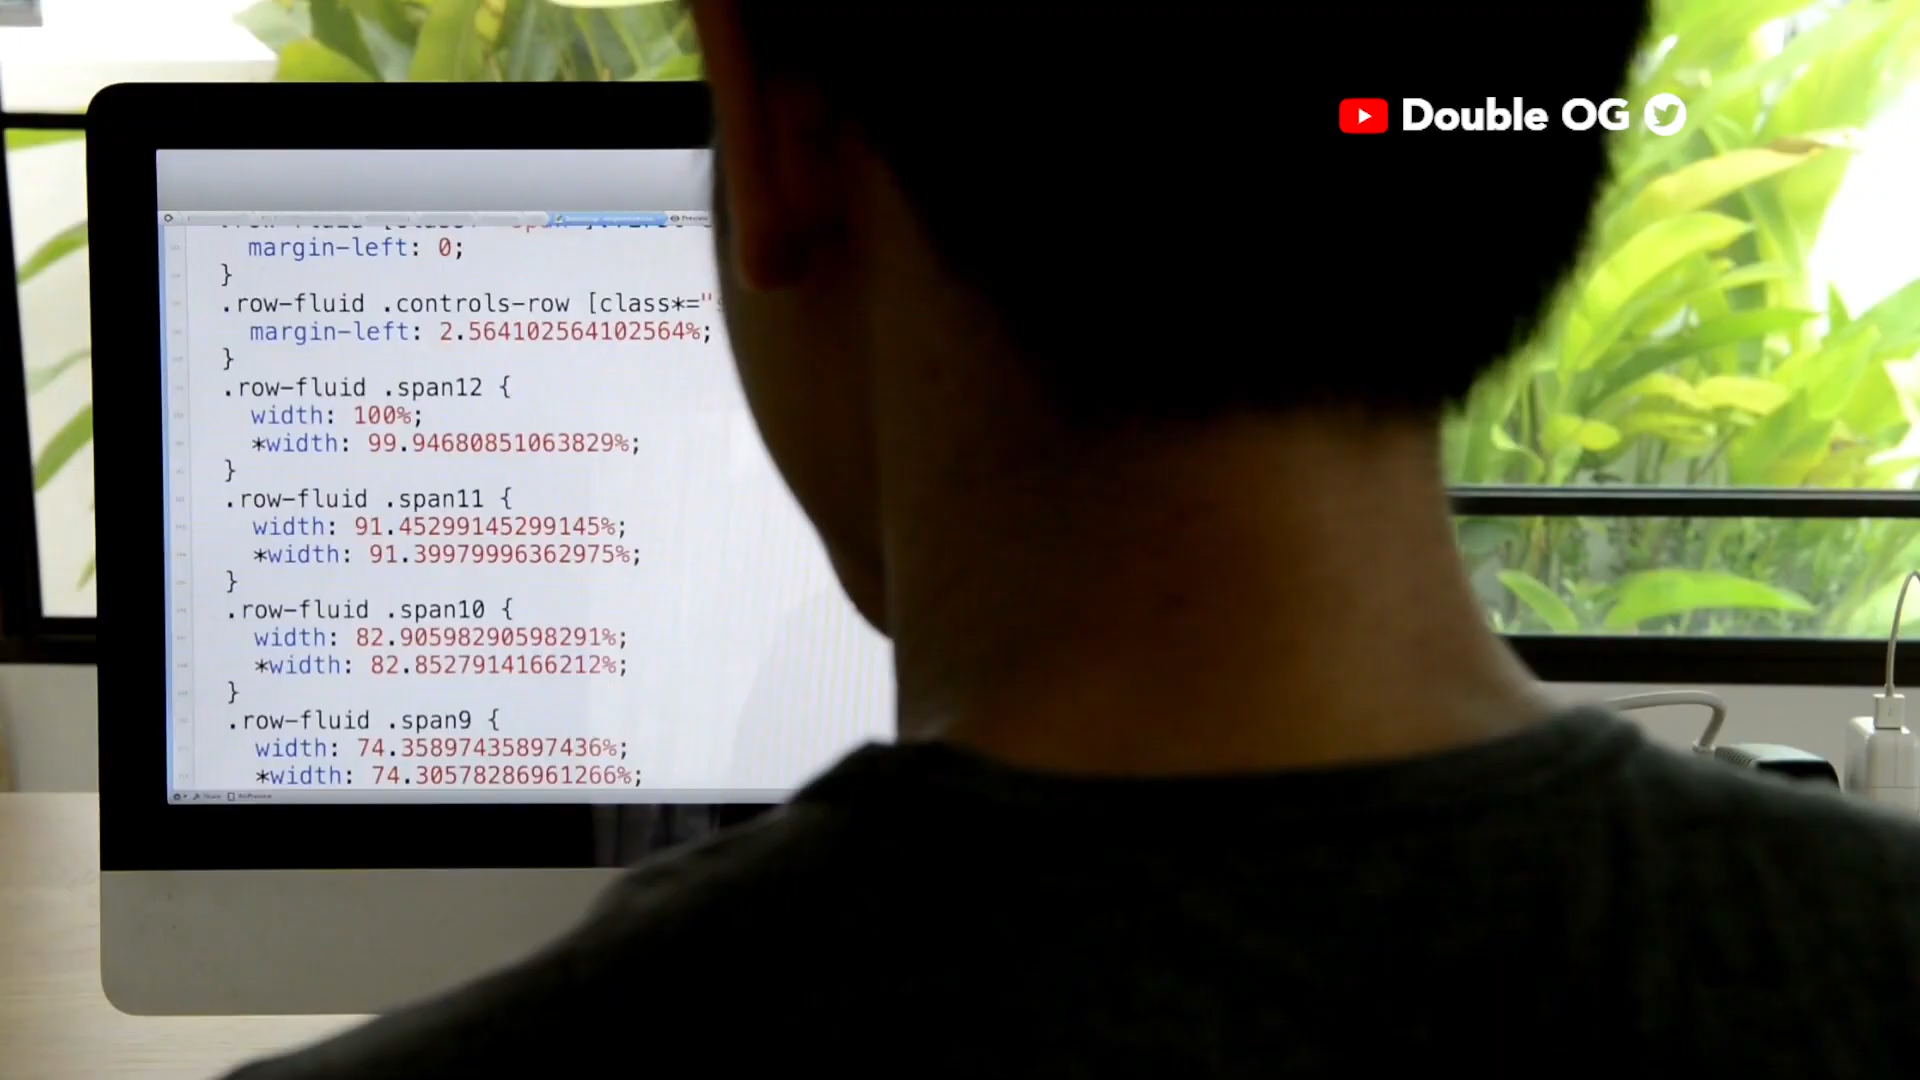 Double OG
Preview
margin-left: 0;
}
.row-fluid .controls-row [class*="
margin-left: 2.564102564102564%;
}
.row-fluid .span12 {
width: 100%;
*width: 99.94680851063829%;
}
.row-fluid .span11 {
width: 91.45299145299145%;
*width: 91.39979996362975%;
}
.row-fluid .span10 {
width: 82.90598290598291%;
*width: 82.8527914166212%;
}
.row-fluid .span9 {
width: 74.35897435897436%;
*width: 74.30578286961266%;